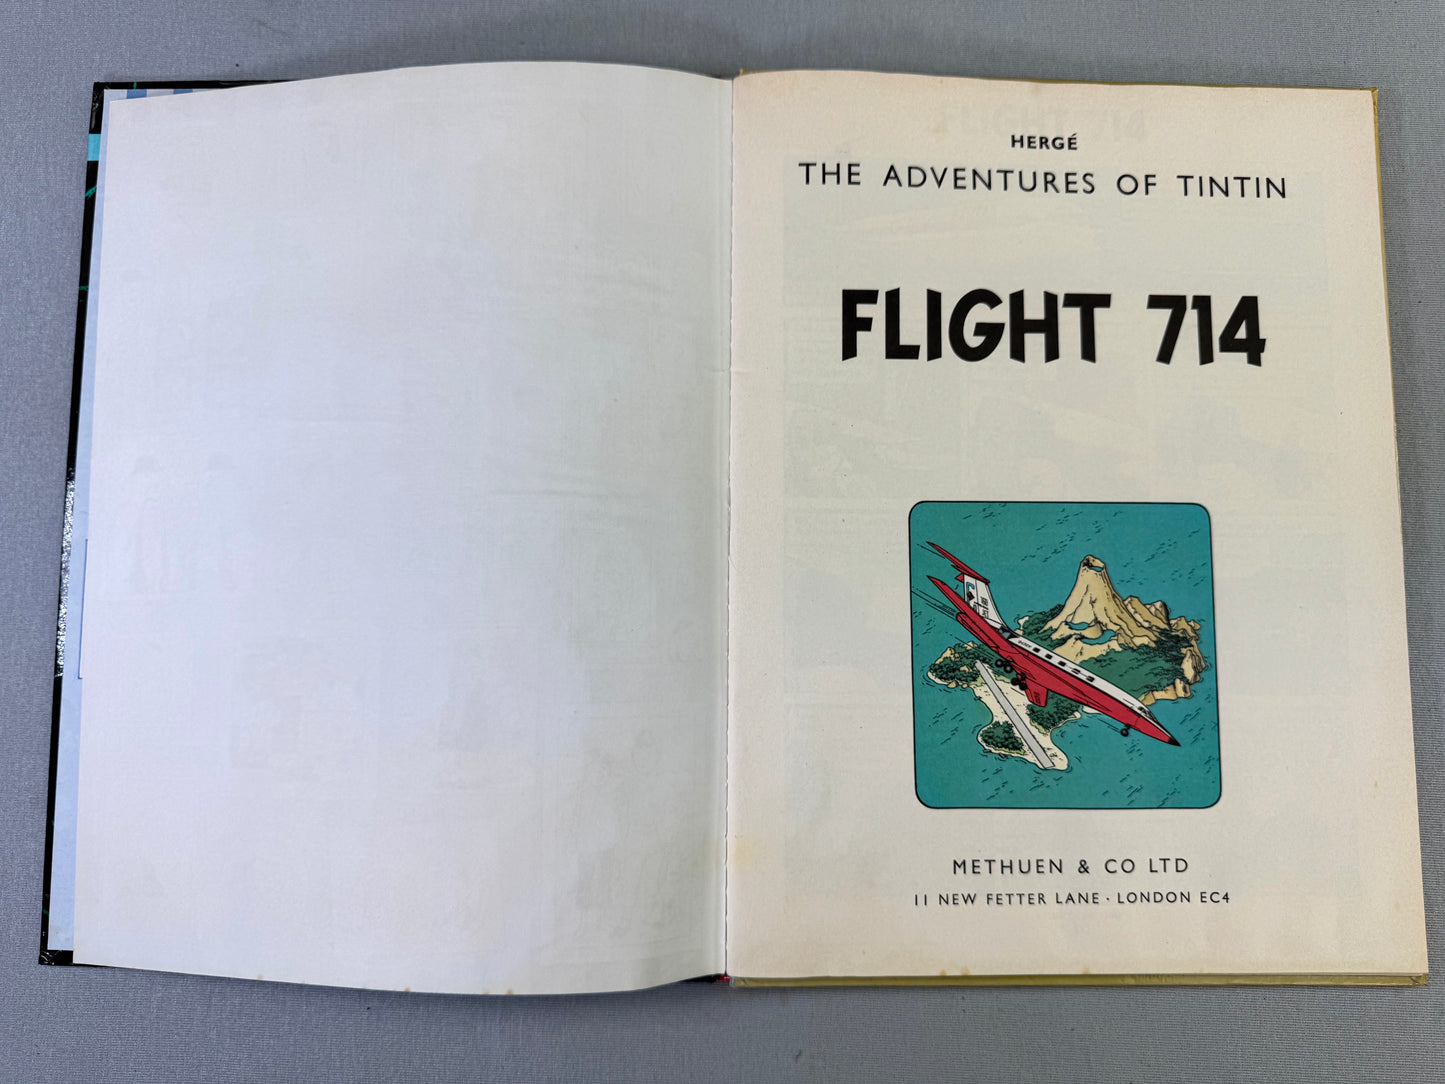 HERGÉ
THE ADVENTURES OF TINTIN
FLIGHT 714
METHUEN & CO LTD
11 NEW FETTER LANE · LONDON EC4